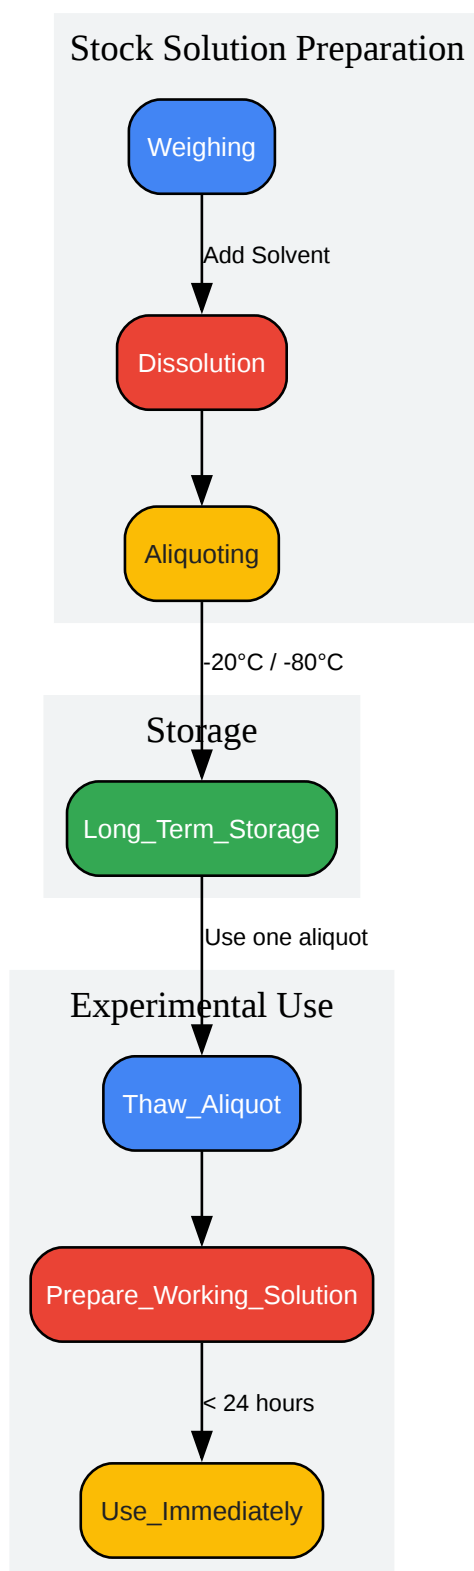 Stock Solution Preparation
Weighing
Add Solvent
Dissolution
Aliquoting
-20°C / -80°C
Storage
Long_Term_Storage
Use one aliquot
Experimental Use
Thaw_Aliquot
Prepare_Working_Solution
< 24 hours
Use_Immediately